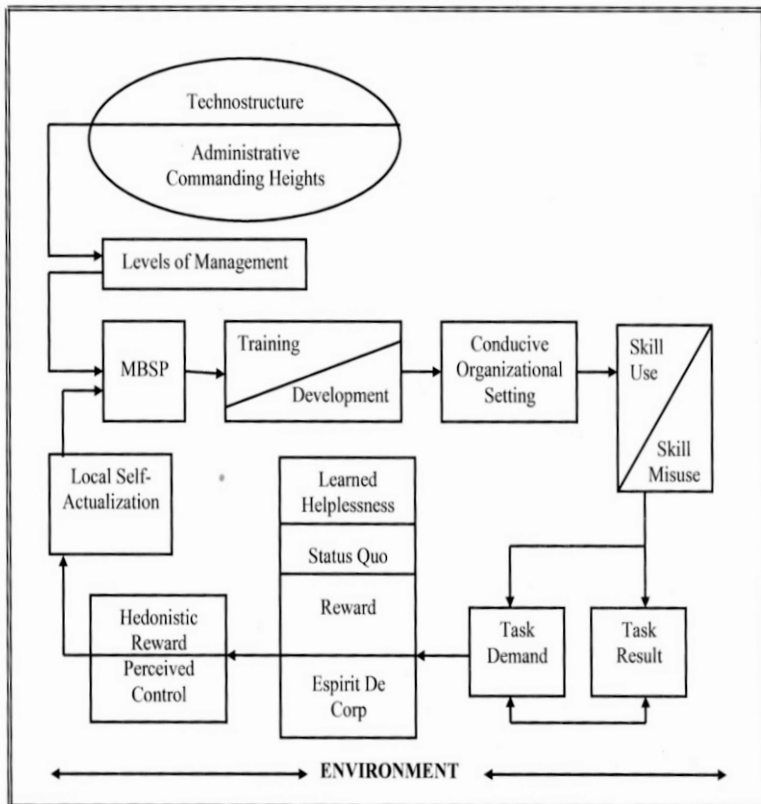 Technostructure
Administrative
Commanding Heights
Levels of Management
MBSP
Training
Development
Conducive
Organizational
Setting
Skill
Use
Skill
Misuse
Local Self-
Actualization
Learned
Helplessness
Status Quo
Reward
Espirit De
Corp
Hedonistic
Reward
Perceived
Control
Task
Demand
Task
Result
ENVIRONMENT